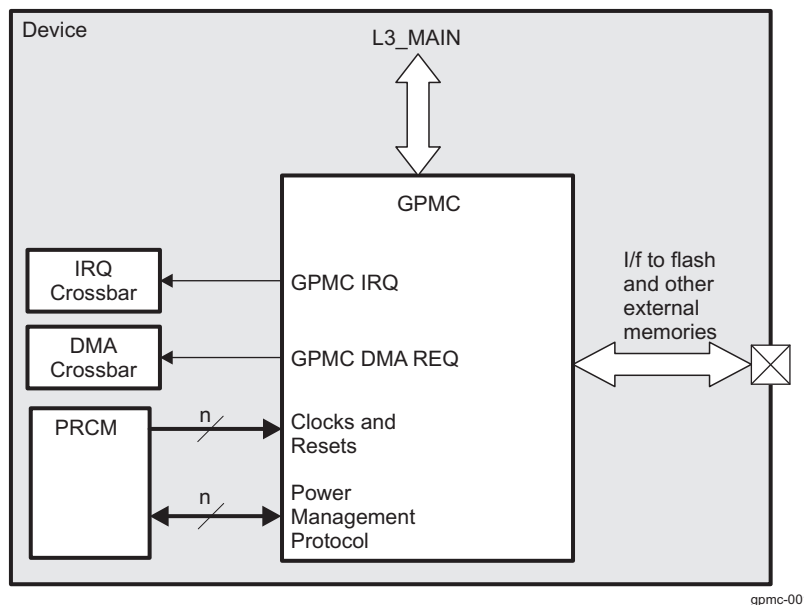 Device
L3_MAIN
GPMC
IRQ
Crossbar
GPMC IRQ
DMA
Crossbar
GPMC DMA REQ
PRCM
n
Clocks and
Resets
n
Power
Management
Protocol
I/f to flash
and other
external
memories
gpmc-00